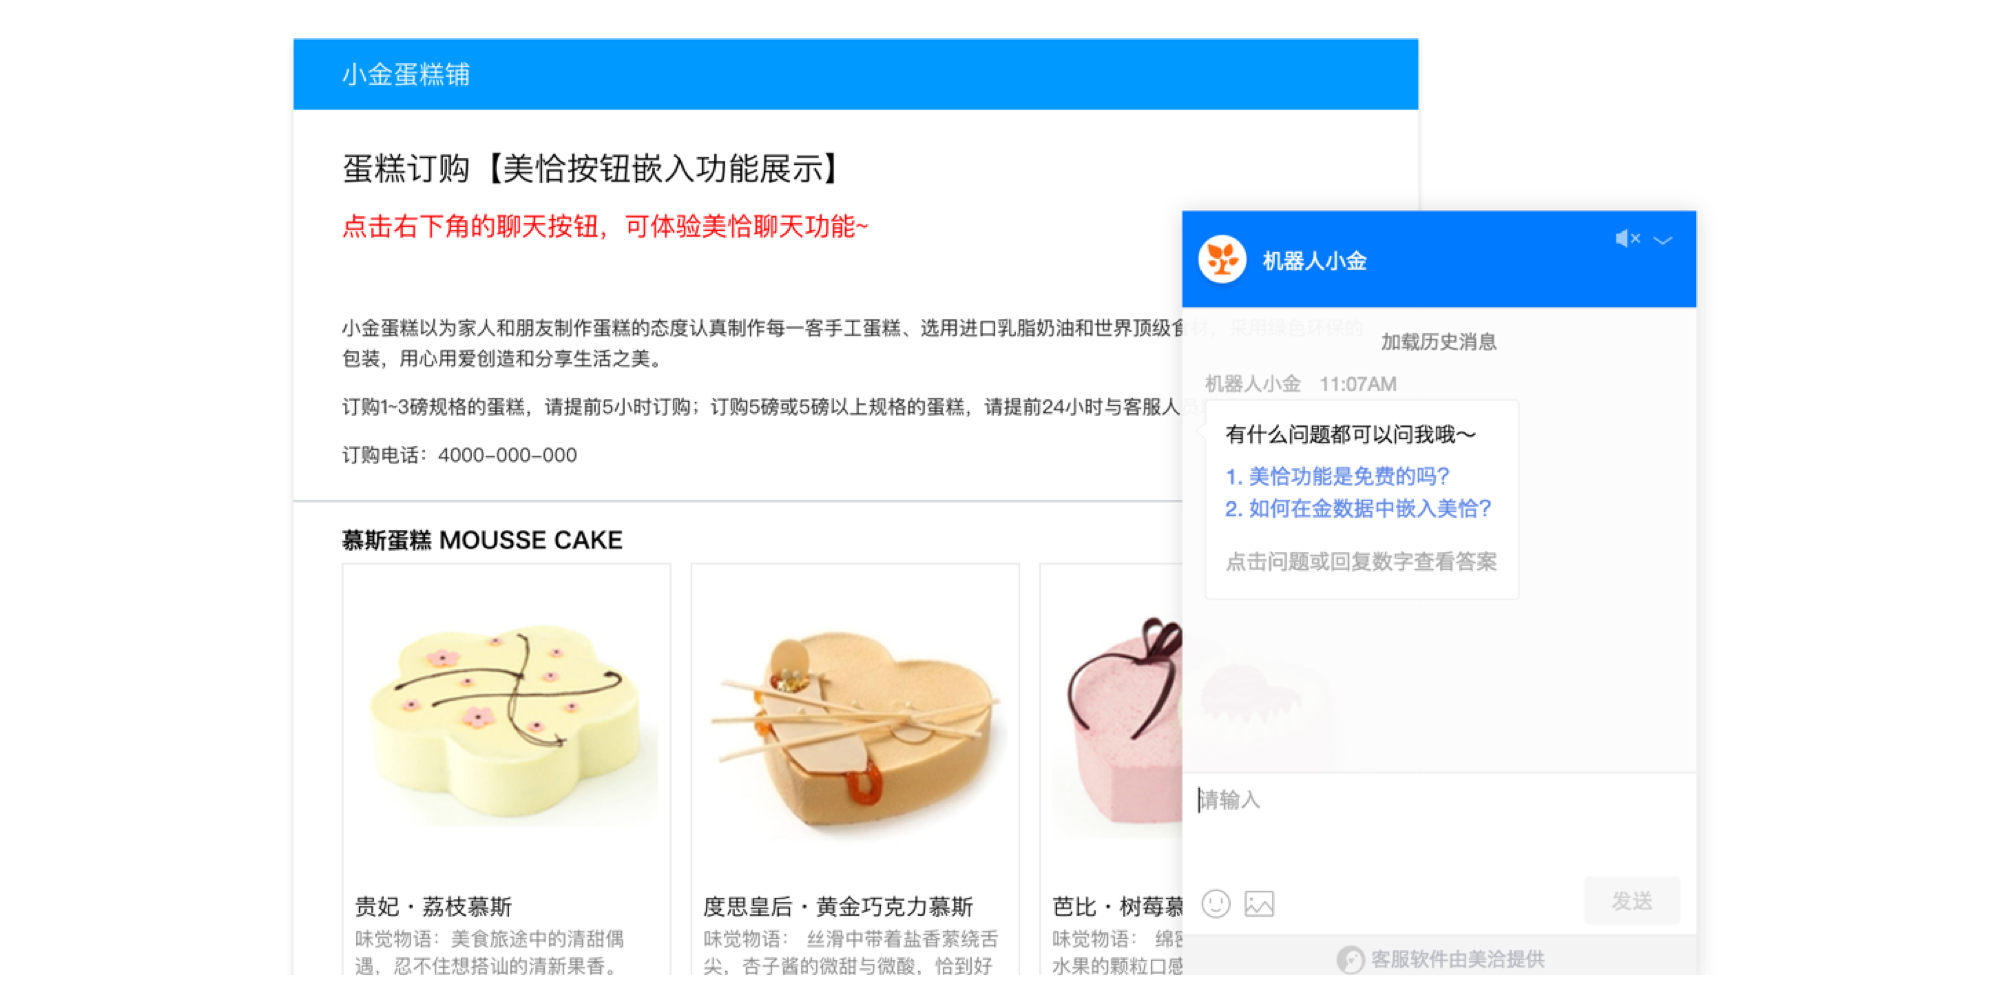 小金蛋糕铺
蛋糕订购【美恰按钮嵌入功能展示】
点击右下角的聊天按钮，可体验美恰聊天功能~
小金蛋糕以为家人和朋友制作蛋糕的态度认真制作每一客手工蛋糕、选用进口乳脂奶油和世界顶级食材，采用绿色环保的
包装，用心用爱创造和分享生活之美。
订购1~3磅规格的蛋糕，请提前5小时订购；订购5磅或5磅以上规格的蛋糕，请提前24小时与客服人员
订购电话：4000-000-000
慕斯蛋糕 MOUSSE CAKE
贵妃·荔枝慕斯
味觉物语：美食旅途中的清甜偶
遇，忍不住想搭讪的清新果香。
度思皇后·黄金巧克力慕斯
味觉物语： 丝滑中带着盐香萦绕舌
尖，杏子酱的微甜与微酸，恰到好
芭比·树莓慕
味觉物语： 绵
水果的颗粒口感
机器人小金
加载历史消息
机器人小金 11:07AM
有什么问题都可以问我哦～
1. 美恰功能是免费的吗?
2. 如何在金数据中嵌入美恰?
点击问题或回复数字查看答案
请输入
发送
客服软件由美洽提供